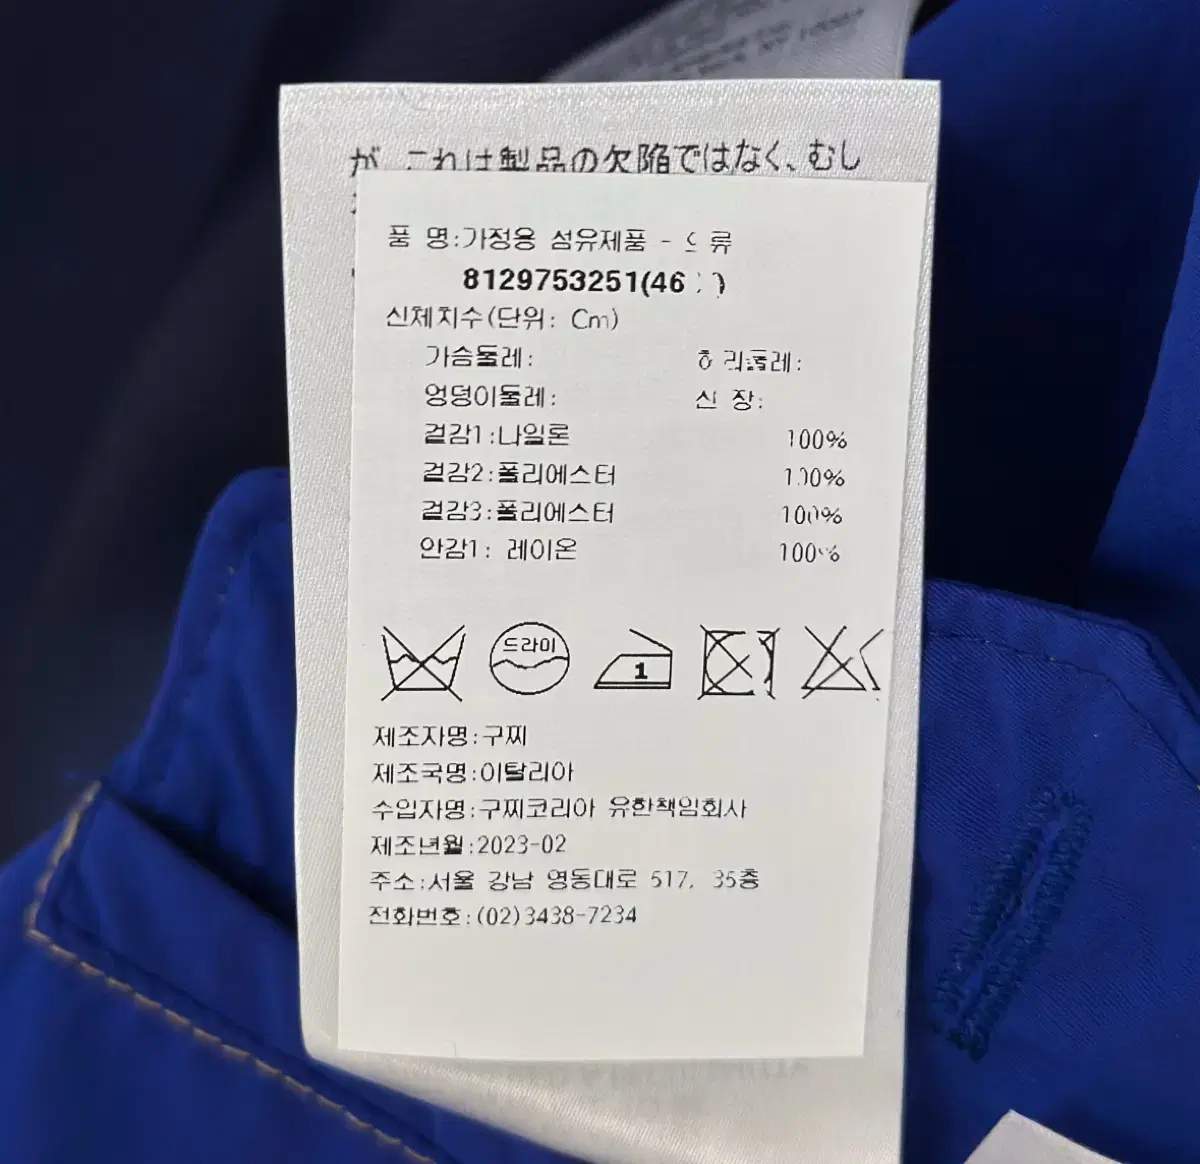 が、これは製品の欠陥ではなく、むし
품 명:가정용 섬유제품 - 의 류
8129753251(46
신체치수(단위: Cm)
가슴둘레: 허리둘레:
엉덩이둘레: 신 장:
겉감1:나일론 100%
겉감2:폴리에스터 100%
겉감3:폴리에스터 100%
안감1: 레이온 100%
드라이 1
제조자명:구찌
제조국명:이탈리아
수입자명:구찌코리아 유한책임회사
제조년월:2023-02
주소:서울 강남 영동대로 517, 35층
전화번호:(02)3438-7234